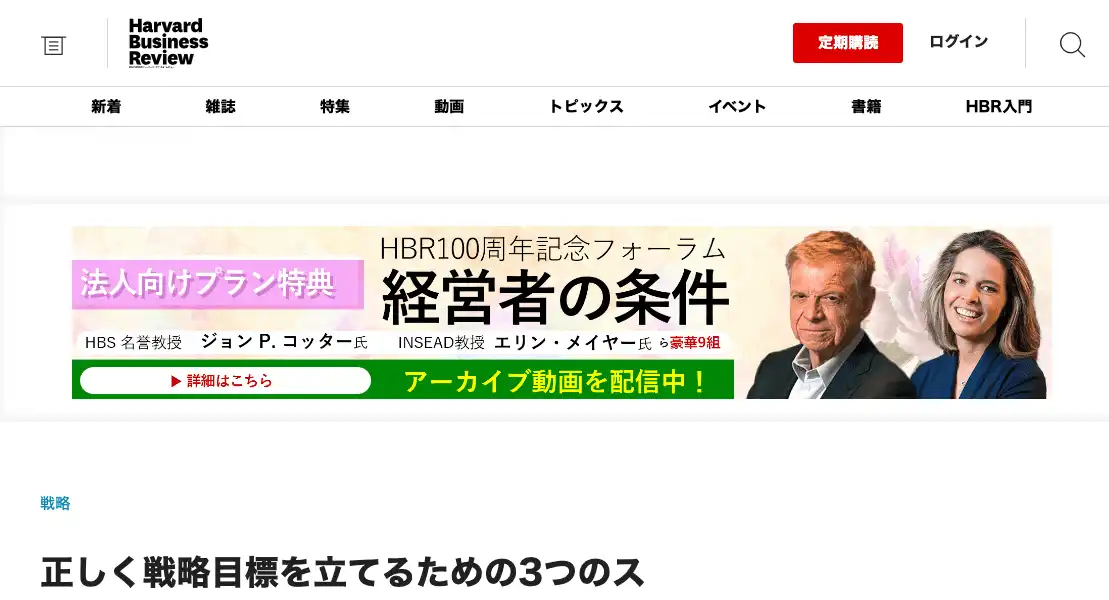 Harvard
Business
Review
定期購読
ログイン
新着 雑誌 特集 動画 トピックス イベント 書籍 HBR入門
HBR100周年記念フォーラム
法人向けプラン特典
経営者の条件
HBS 名誉教授 ジョン P. コッター氏 INSEAD教授 エリン・メイヤー氏 ら豪華9組
▶ 詳細はこちら
アーカイブ動画を配信中！
戦略
正しく戦略目標を立てるための3つのス